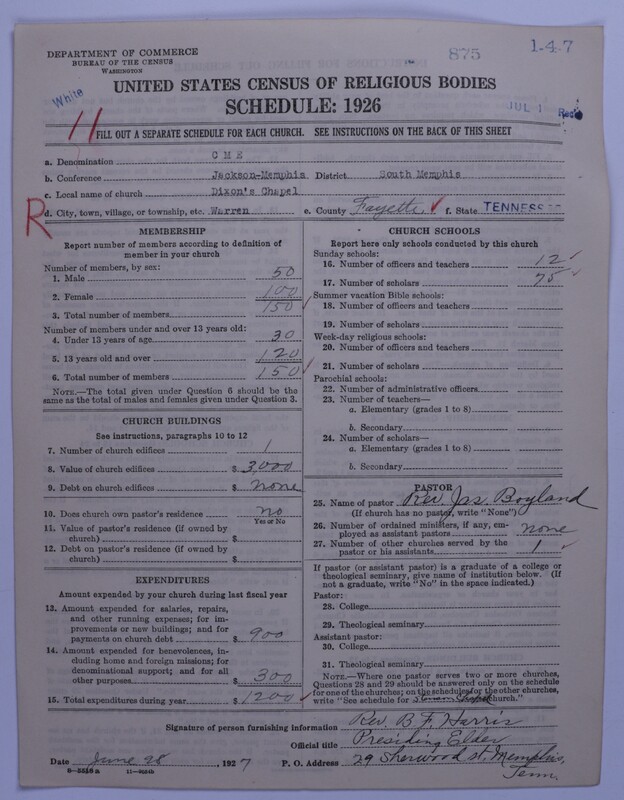 DEPARTMENT OF COMMERCE
BUREAU OF THE CENSUS
WASHINGTON
875
1-4-7
White
UNITED STATES CENSUS OF RELIGIOUS BODIES
SCHEDULE: 1926
JUL 1 Rec'd
11
FILL OUT A SEPARATE SCHEDULE FOR EACH CHURCH. SEE INSTRUCTIONS ON THE BACK OF THIS SHEET
a. Denomination C M E
b. Conference Jackson-Memphis District South Memphis
c. Local name of church Dixon's Chapel
R d. City, town, village, or township, etc. Warren e. County Fayette ✓ f. State TENNESSEE
MEMBERSHIP
Report number of members according to definition of member in your church
Number of members, by sex:
1. Male 50
2. Female 100
3. Total number of members 150 ✓
Number of members under and over 13 years old:
4. Under 13 years of age 30
5. 13 years old and over 120
6. Total number of members 150 ✓
NOTE.—The total given under Question 6 should be the same as the total of males and females given under Question 3.
CHURCH BUILDINGS
See instructions, paragraphs 10 to 12
7. Number of church edifices 1
8. Value of church edifices $ 3,000
9. Debt on church edifices $ none
10. Does church own pastor's residence no
Yes or No
11. Value of pastor's residence (if owned by church) $
12. Debt on pastor's residence (if owned by church) $
EXPENDITURES
Amount expended by your church during last fiscal year
13. Amount expended for salaries, repairs, and other running expenses; for improvements or new buildings; and for payments on church debt $ 900
14. Amount expended for benevolences, including home and foreign missions; for denominational support; and for all other purposes $ 300
15. Total expenditures during year $ 1200 ✓
CHURCH SCHOOLS
Report here only schools conducted by this church
Sunday schools:
16. Number of officers and teachers 12 ✓
17. Number of scholars 75 ✓
Summer vacation Bible schools:
18. Number of officers and teachers
19. Number of scholars
Week-day religious schools:
20. Number of officers and teachers
21. Number of scholars
Parochial schools:
22. Number of administrative officers
23. Number of teachers—
a. Elementary (grades 1 to 8)
b. Secondary
24. Number of scholars—
a. Elementary (grades 1 to 8)
b. Secondary
PASTOR
25. Name of pastor Rev. Jas. Boyland
(If church has no pastor, write "None")
26. Number of ordained ministers, if any, employed as assistant pastors none
27. Number of other churches served by the pastor or his assistants 1 ✓
If pastor (or assistant pastor) is a graduate of a college or theological seminary, give name of institution below. (If not a graduate, write "No" in the space indicated.)
Pastor:
28. College
29. Theological seminary
Assistant pastor:
30. College
31. Theological seminary
NOTE.—Where one pastor serves two or more churches, Questions 28 and 29 should be answered only on the schedule for one of the churches; on the schedules for the other churches, write "See schedule for Chapel church."
Signature of person furnishing information Rev. B. F. Harris
Official title Presiding Elder
Date June 28, 1927 P. O. Address 29 Sherwood st, Memphis, Tenn.
8-5518 a